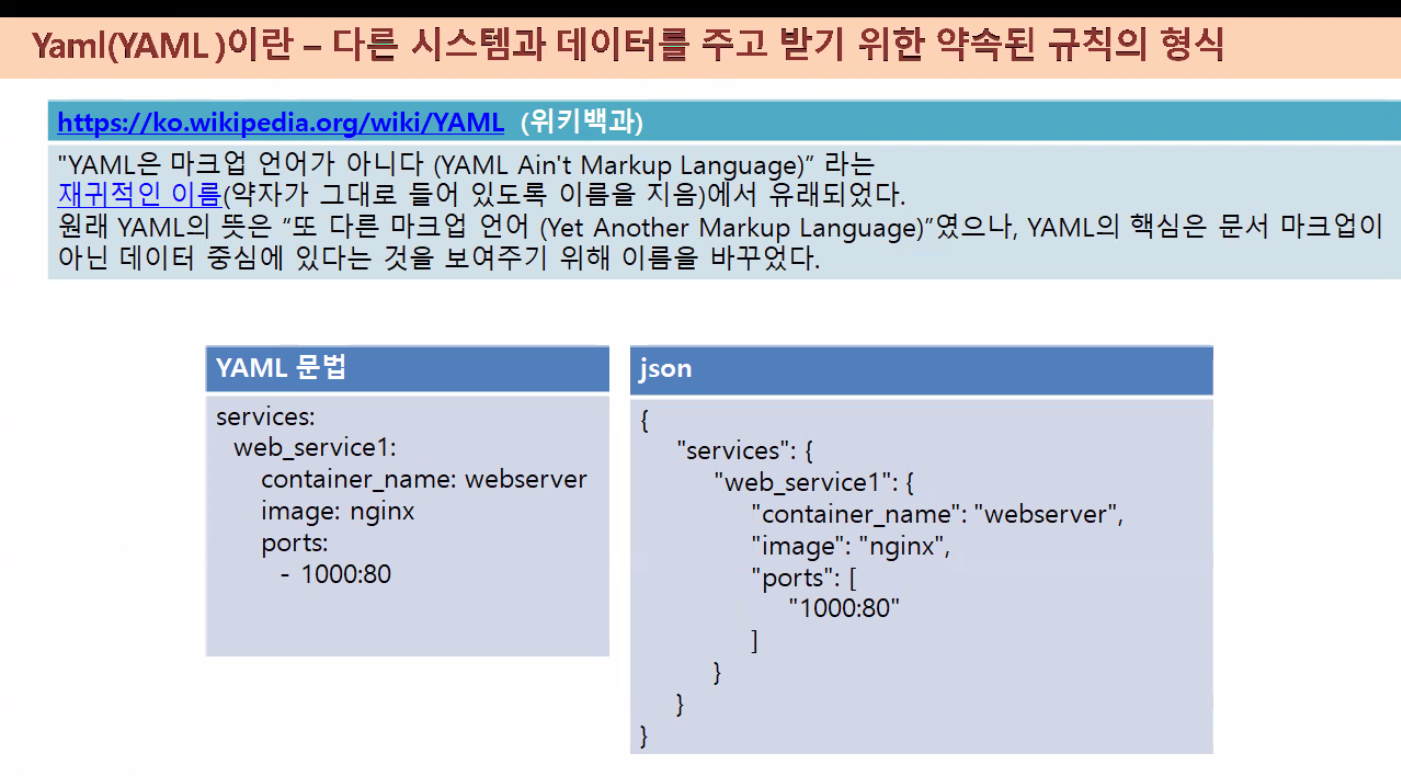 Yaml(YAML )이란 – 다른 시스템과 데이터를 주고 받기 위한 약속된 규칙의 형식
https://ko.wikipedia.org/wiki/YAML (위키백과)
"YAML은 마크업 언어가 아니다 (YAML Ain't Markup Language)” 라는
재귀적인 이름(약자가 그대로 들어 있도록 이름을 지음)에서 유래되었다.
원래 YAML의 뜻은 “또 다른 마크업 언어 (Yet Another Markup Language)”였으나, YAML의 핵심은 문서 마크업이
아닌 데이터 중심에 있다는 것을 보여주기 위해 이름을 바꾸었다.
YAML 문법
services:
web_service1:
container_name: webserver
image: nginx
ports:
- 1000:80
json
{
"services": {
"web_service1": {
"container_name": "webserver",
"image": "nginx",
"ports": [
"1000:80"
]
}
}
}